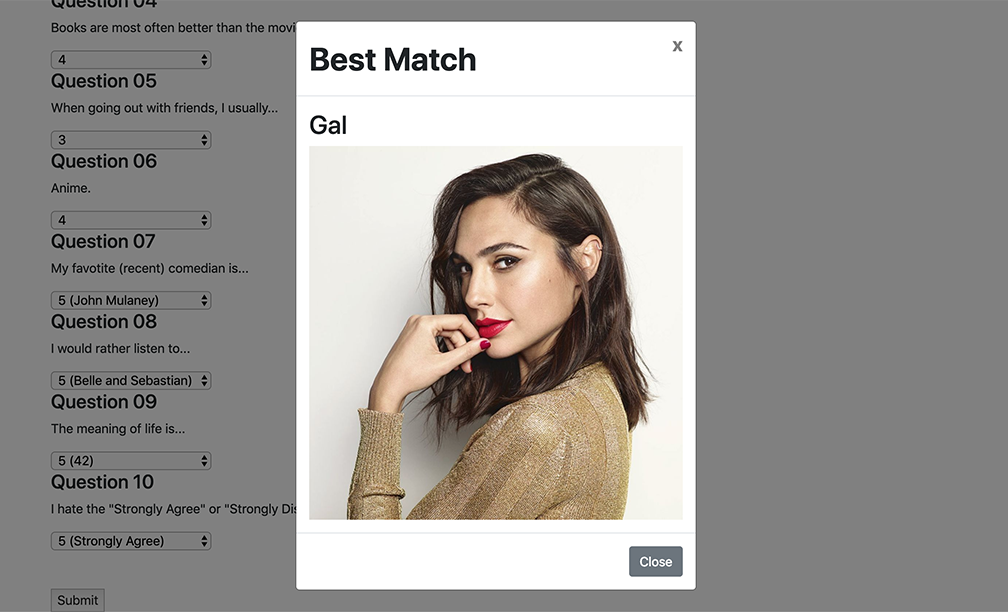 Question 04
Books are most often better than the movi
4
Question 05
When going out with friends, I usually...
3
Question 06
Anime.
4
Question 07
My favotite (recent) comedian is...
5 (John Mulaney)
Question 08
I would rather listen to...
5 (Belle and Sebastian)
Question 09
The meaning of life is...
5 (42)
Question 10
I hate the "Strongly Agree" or "Strongly Dis
5 (Strongly Agree)
Submit
Best Match
x
Gal
Close